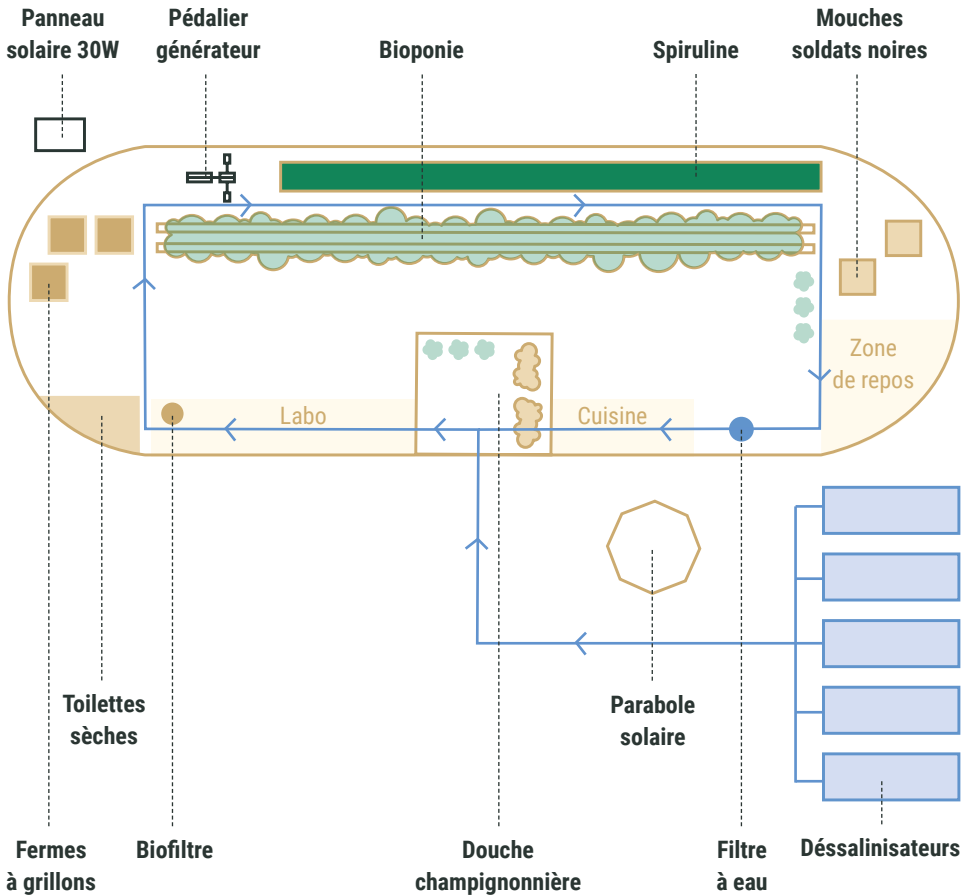 Panneau
solaire 30W
Pédalier
générateur
Bioponie
Spiruline
Mouches
soldats noires
Zone
de repos
Labo
Cuisine
Toilettes
sèches
Parabole
solaire
Fermes
à grillons
Biofiltre
Douche
champignonnière
Filtre
à eau
Déssalinisateurs